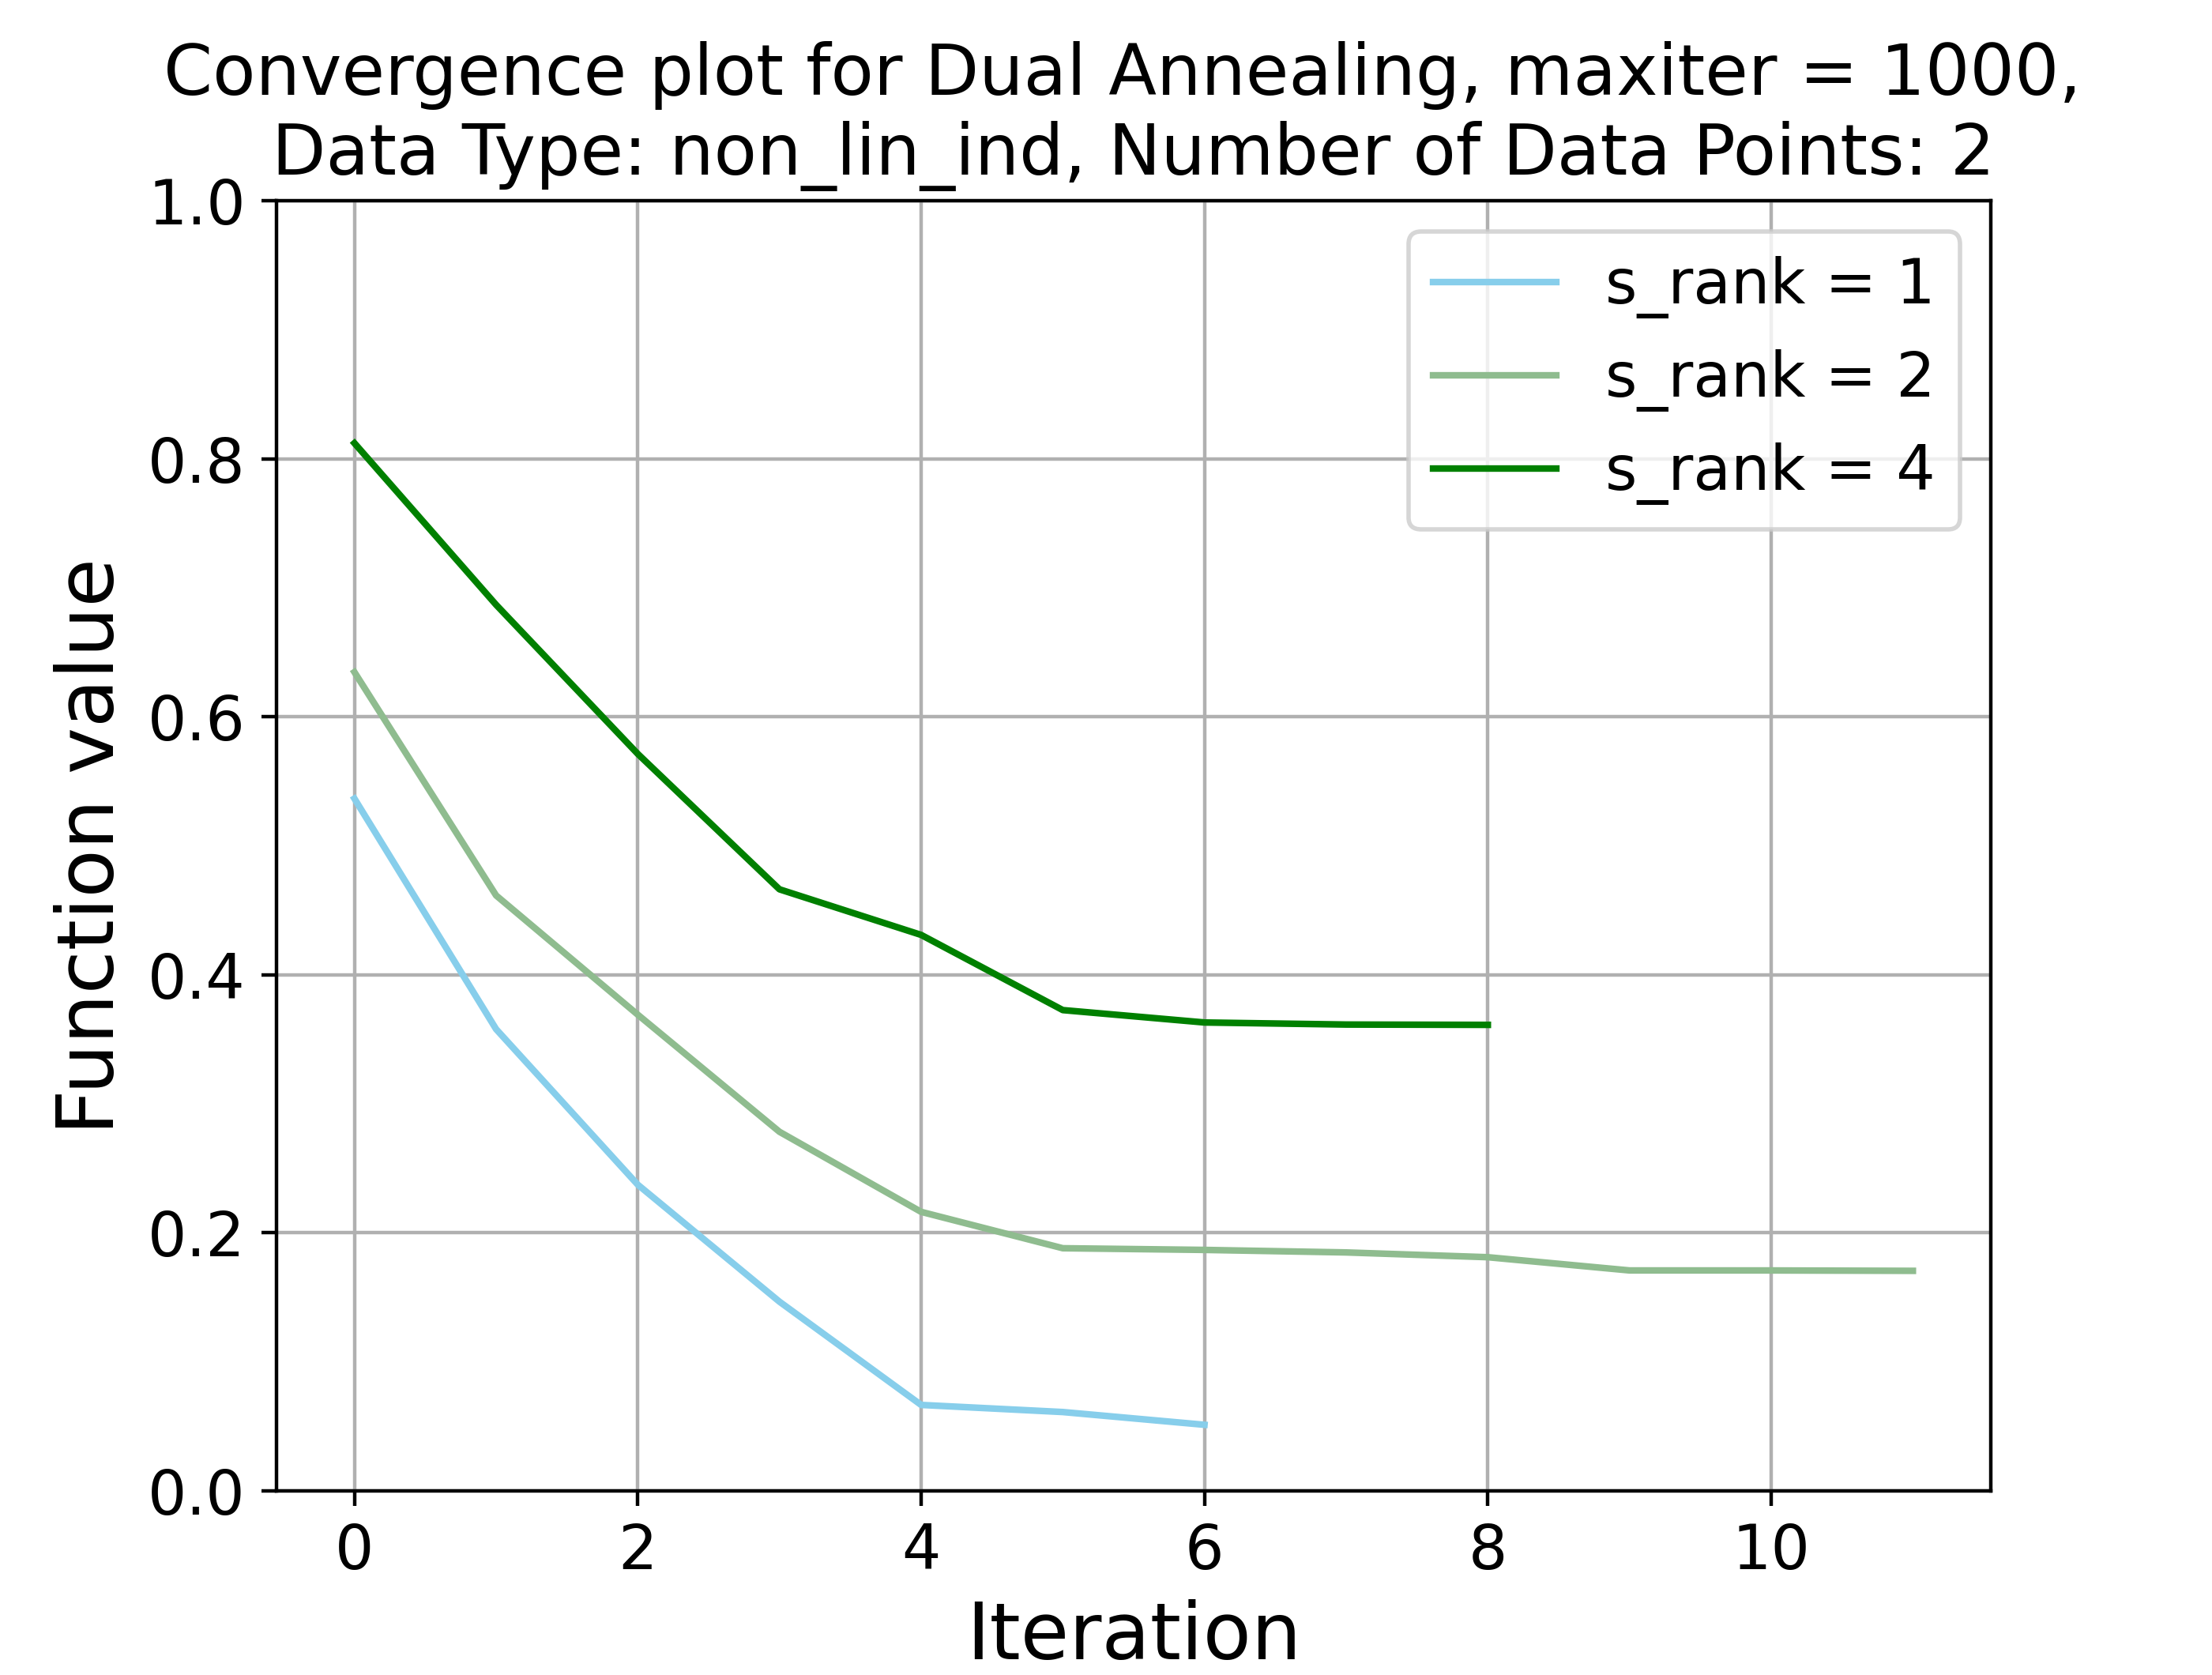 Convergence plot for Dual Annealing, maxiter = 1000,
Data Type: non_lin_ind, Number of Data Points: 2
1.0
0.8
0.6
0.4
0.2
0.0
Function value
s_rank = 1
s_rank = 2
s_rank = 4
0 2 4 6 8 10
Iteration